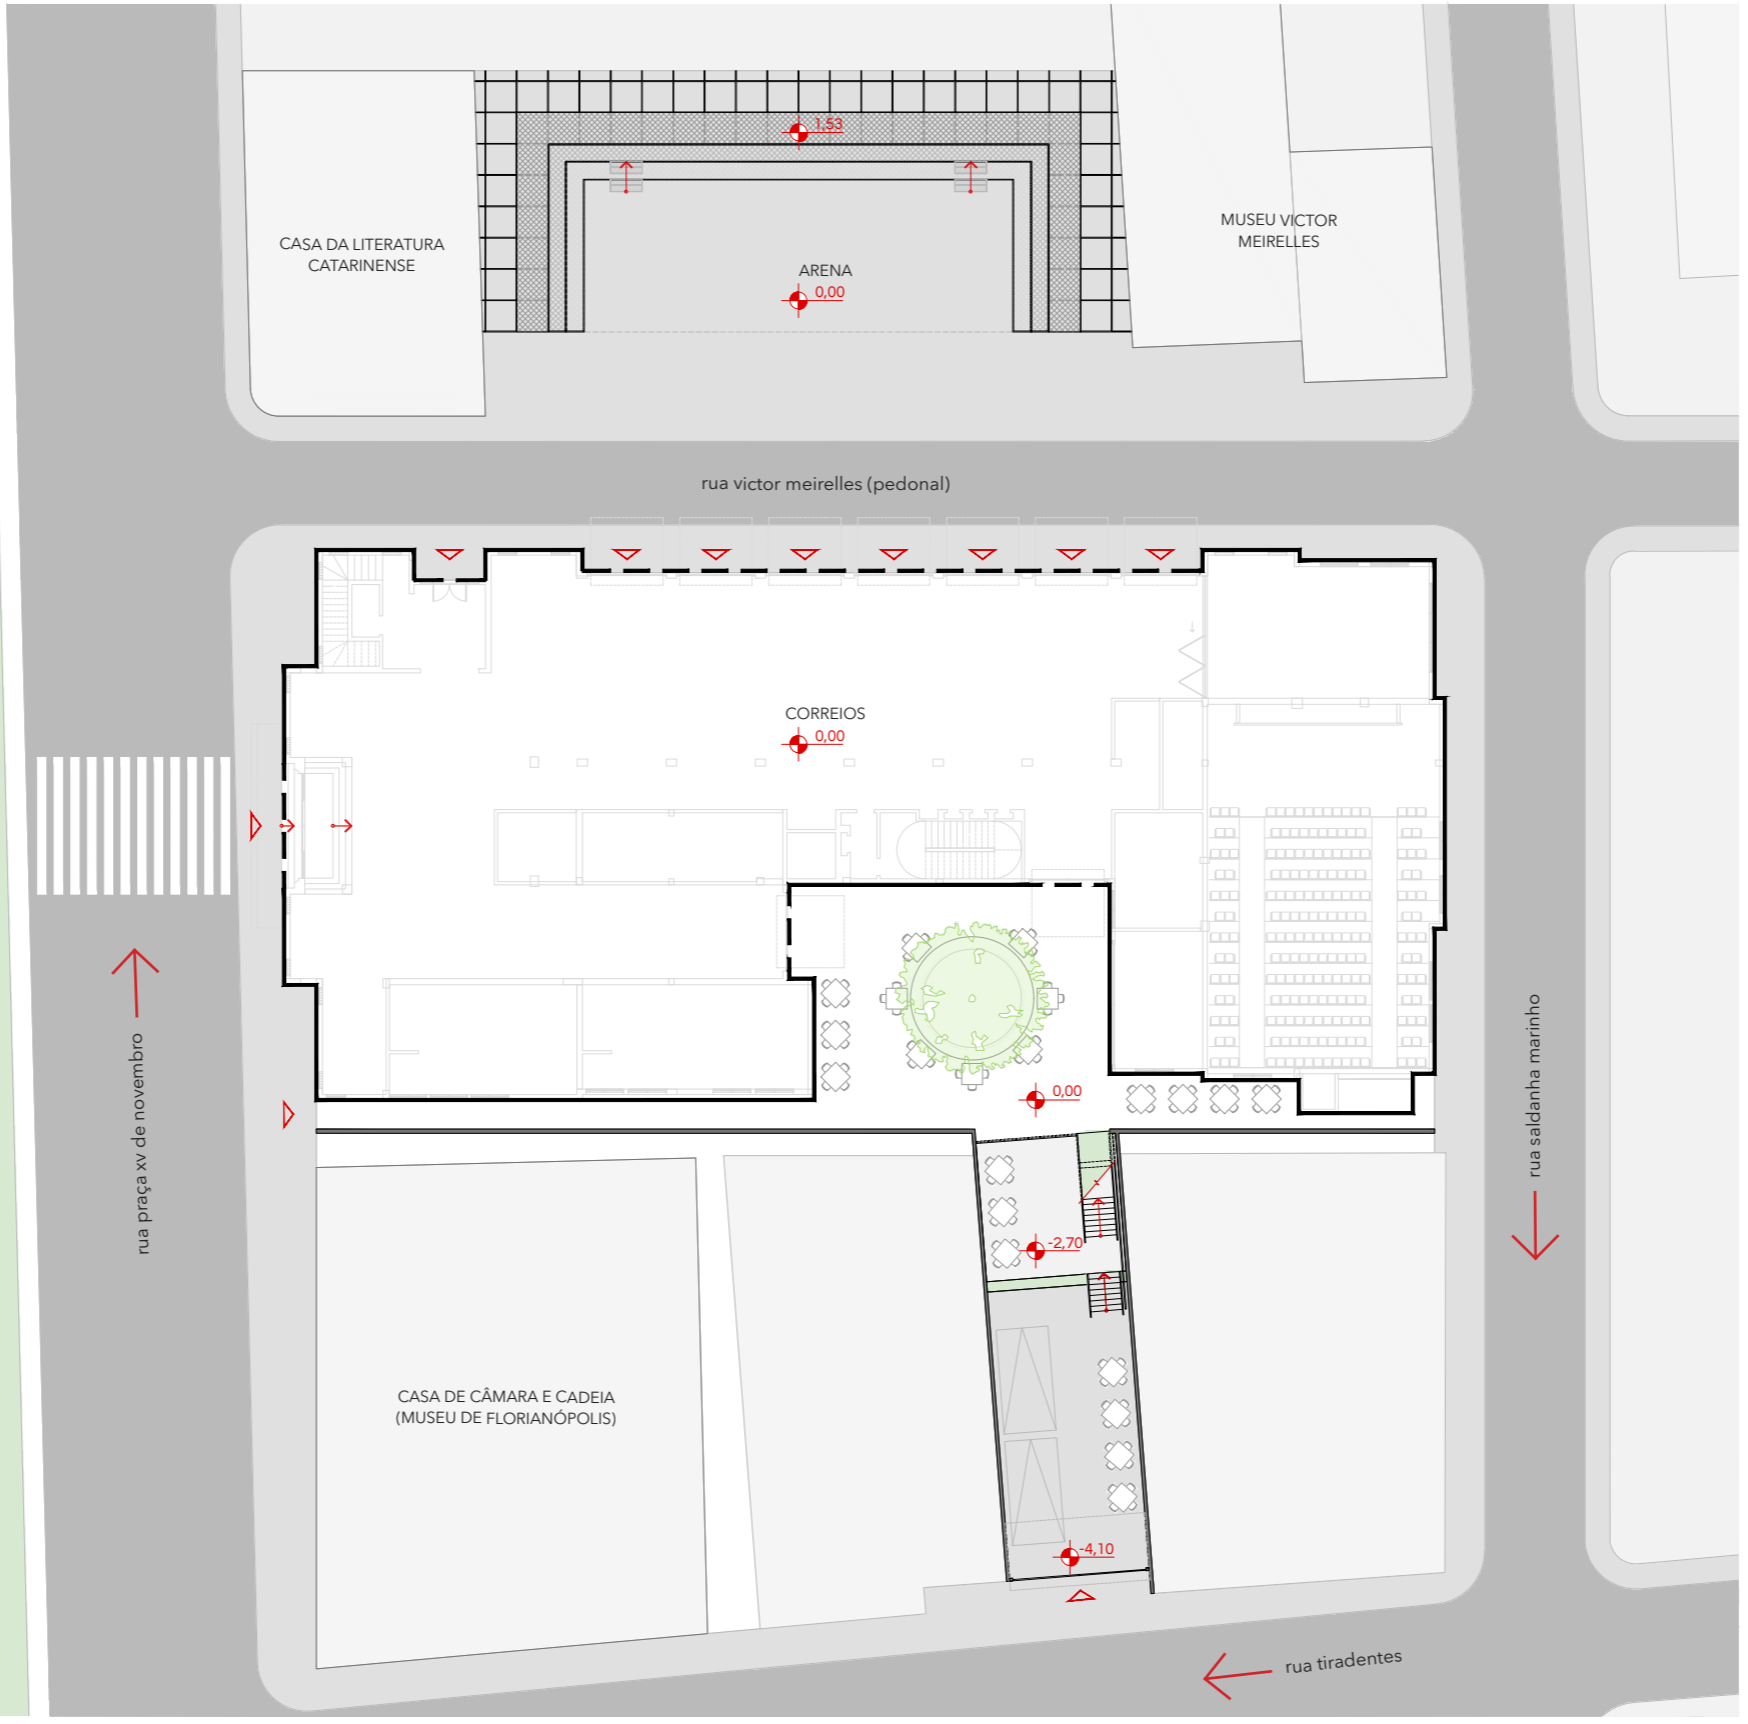 1,53
CASA DA LITERATURA
CATARINENSE
MUSEU VICTOR
MEIRELLES
ARENA
0,00
rua victor meirelles (pedonal)
CORREIOS
0,00
rua praça xv de novembro
rua saldanha marinho
0,00
-2,70
CASA DE CÂMARA E CADEIA
(MUSEU DE FLORIANÓPOLIS)
-4,10
rua tiradentes